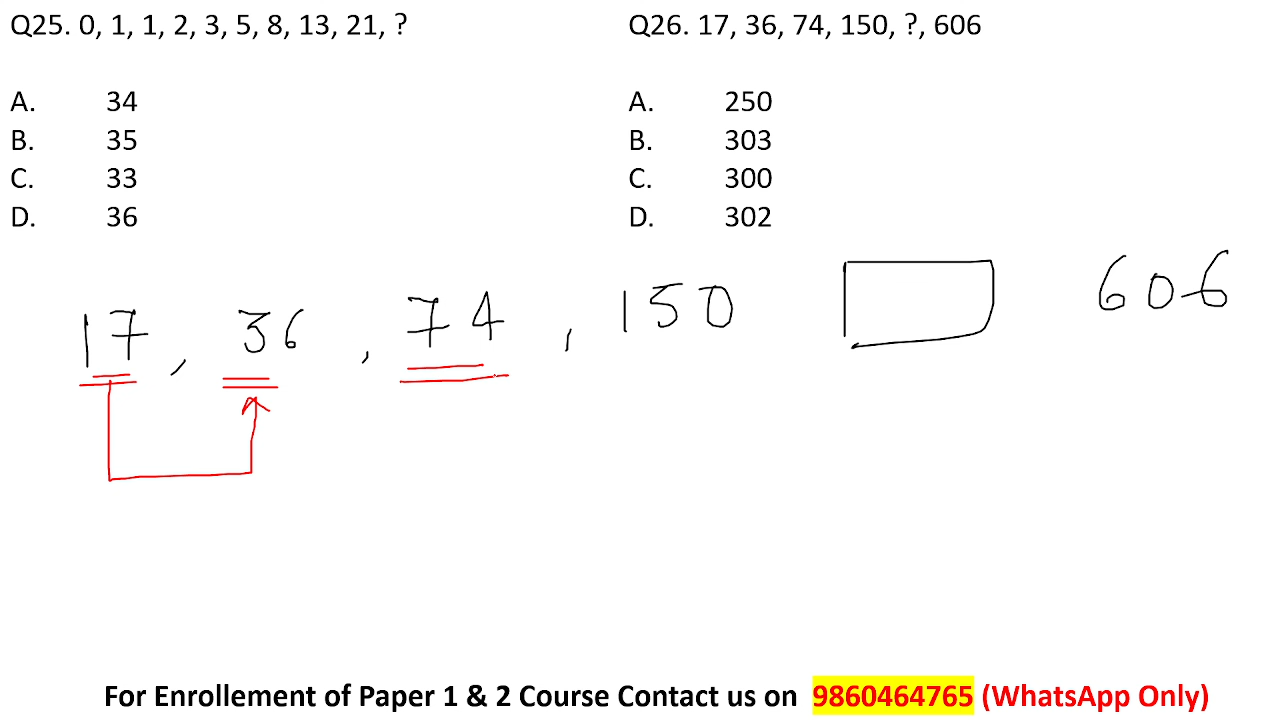 Q25. 0, 1, 1, 2, 3, 5, 8, 13, 21, ?
A. 34
B. 35
C. 33
D. 36
Q26. 17, 36, 74, 150, ?, 606
A. 250
B. 303
C. 300
D. 302
17, 36, 74, 150 606
For Enrollement of Paper 1 & 2 Course Contact us on 9860464765 (WhatsApp Only)